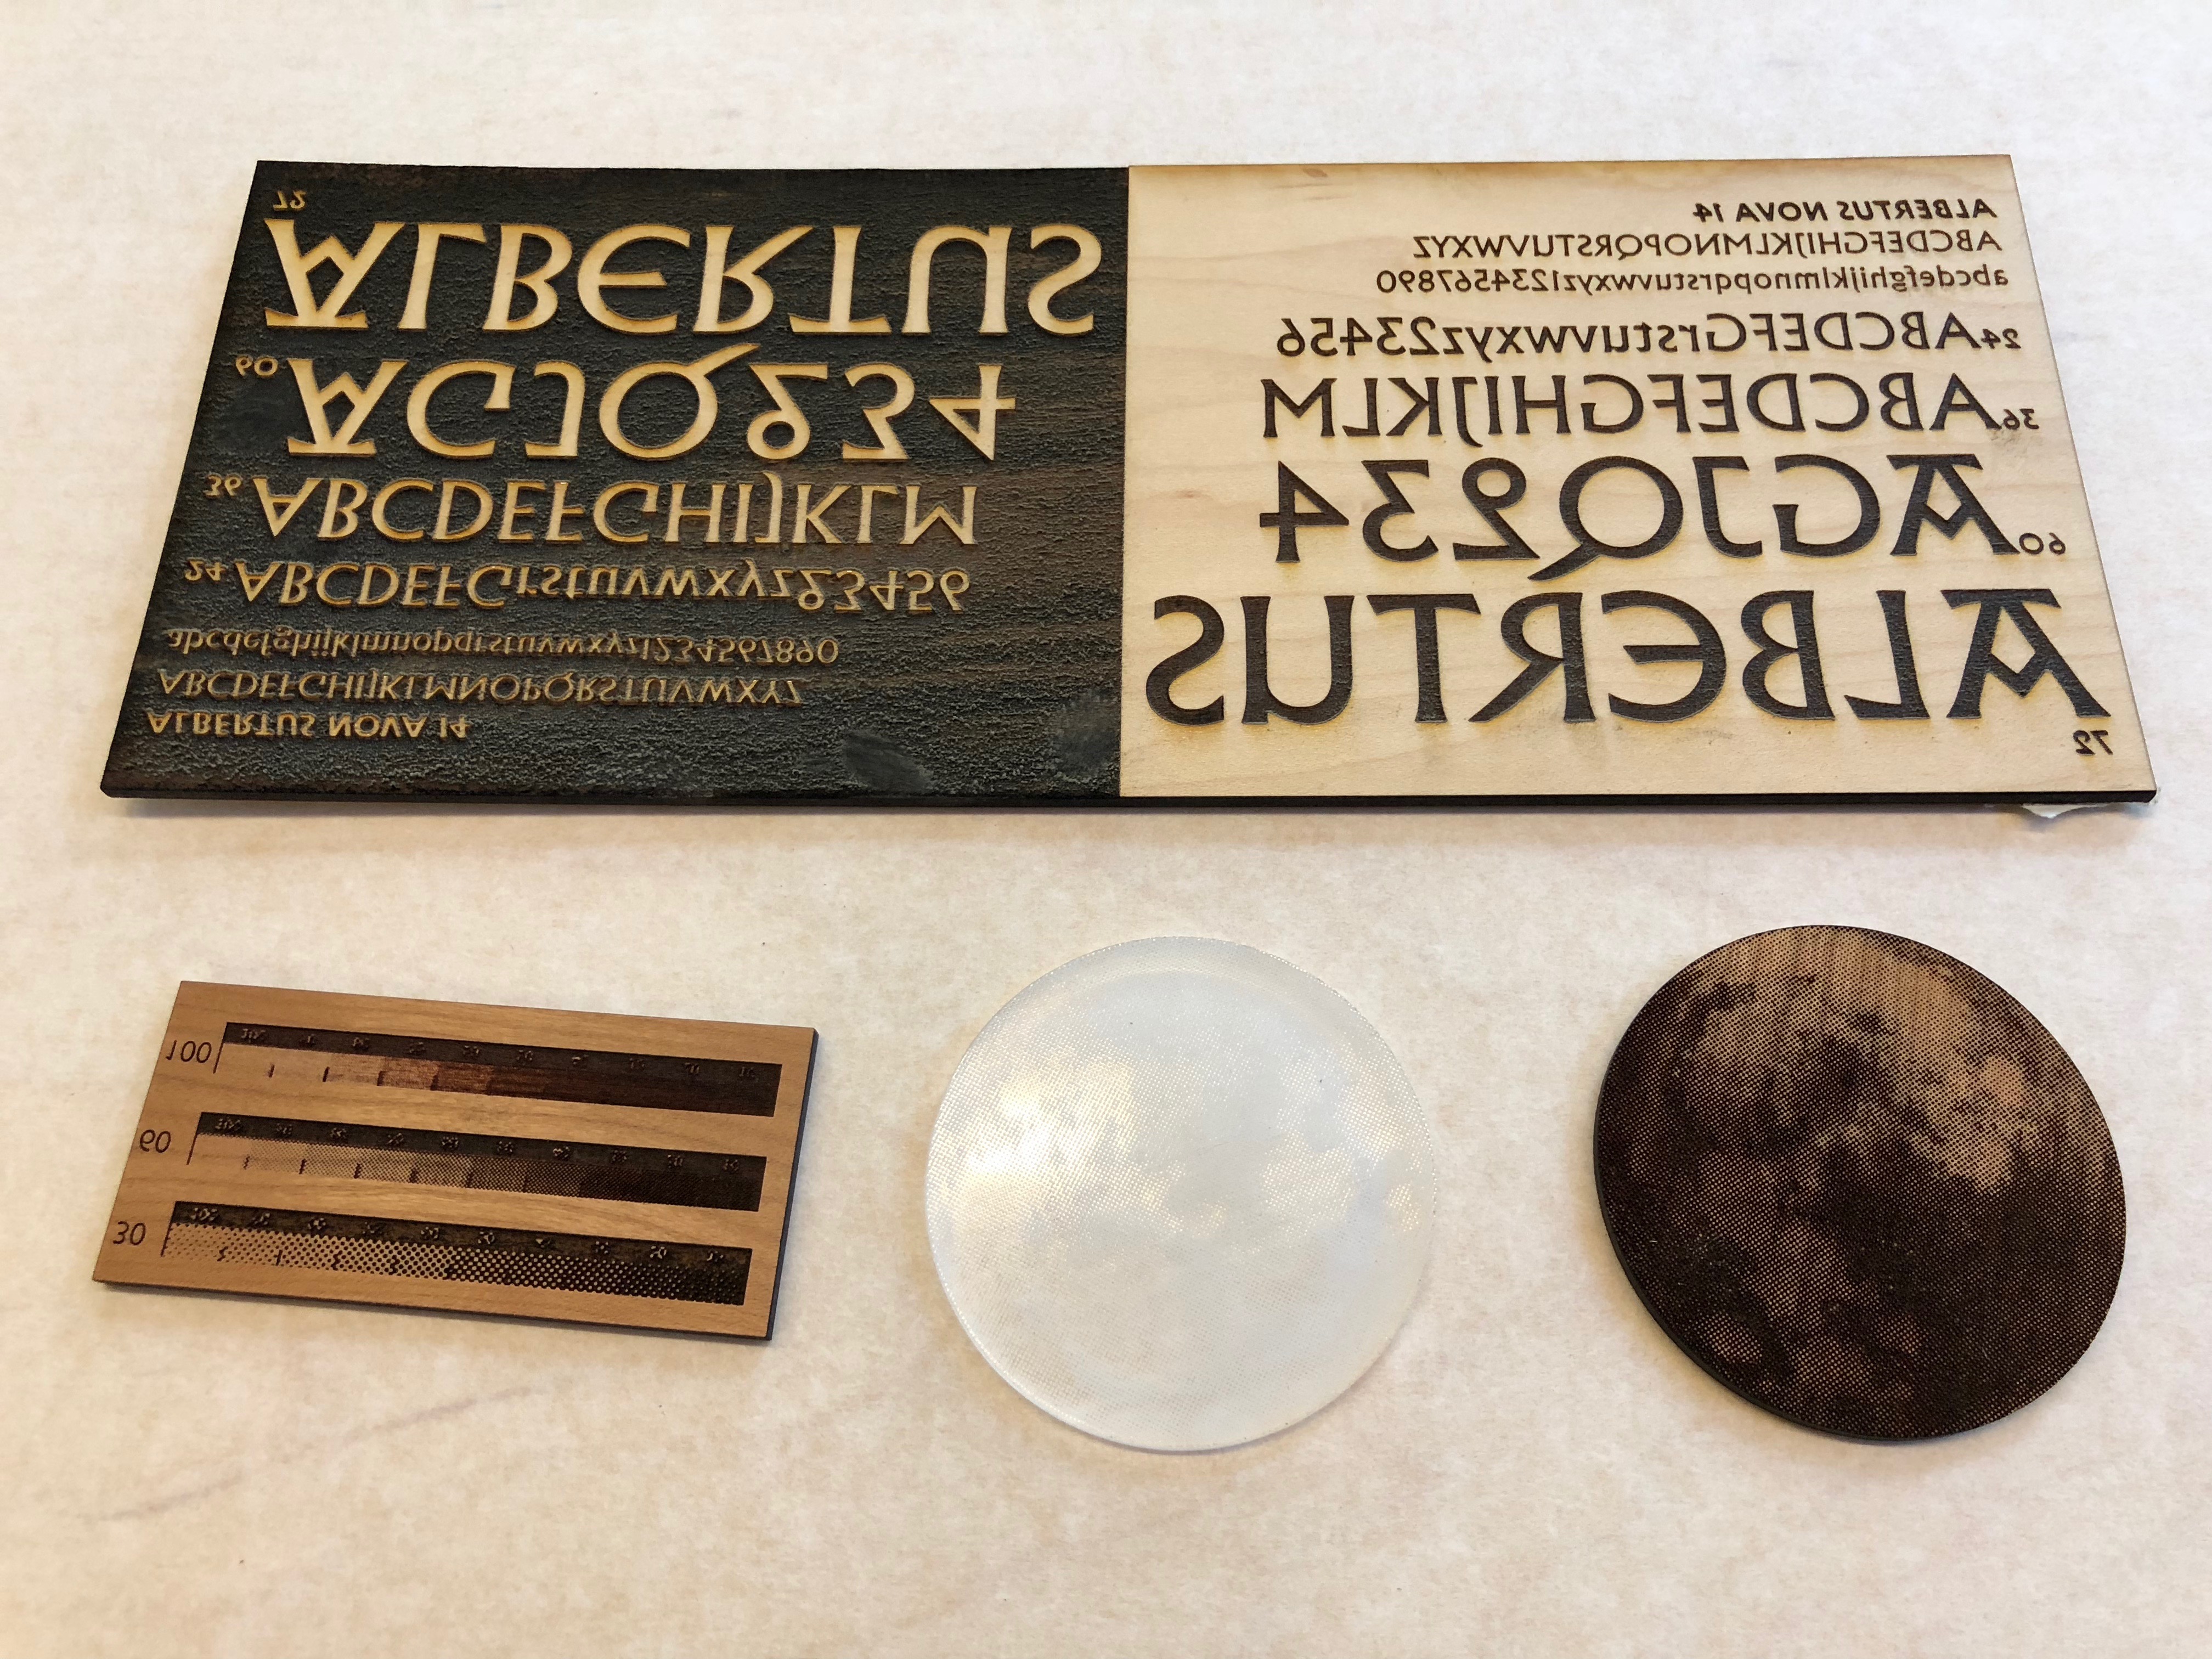 72
ALBERTUS
60 AGJQ234
36 ABCDEFGHIJKLM
24 ABCDEFGrstuvwxyz23456
abcdefghijklmnopqrstuvwxyz1234567890
ABCDEFGHIJKLMNOPQRSTUVWXYZ
ALBERTUS NOVA 14
ALBERTUS NOVA 14
ABCDEFGHIJKLMNOPQRSTUVWXYZ
abcdefghijklmnopqrstuvwxyz1234567890
24 ABCDEFGrstuvwxyz23456
36 ABCDEFGHIJKLM
60 AGJQ234
ALBERTUS
72
100
60
30